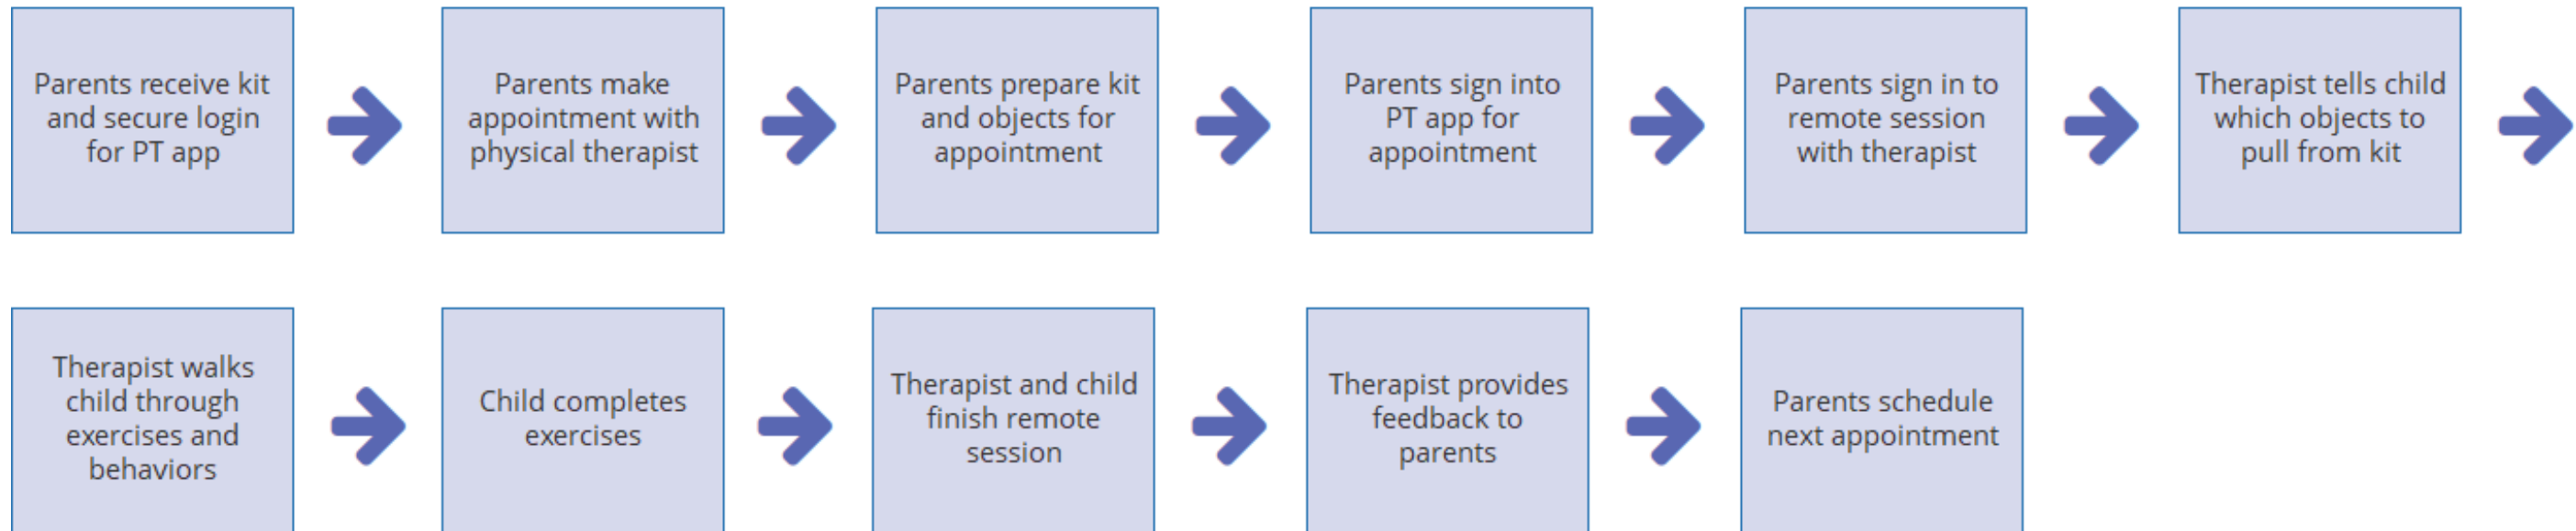 Parents receive kit
and secure login
for PT app
Parents make
appointment with
physical therapist
Parents prepare kit
and objects for
appointment
Parents sign into
PT app for
appointment
Parents sign in to
remote session
with therapist
Therapist tells child
which objects to
pull from kit
Therapist walks
child through
exercises and
behaviors
Child completes
exercises
Therapist and child
finish remote
session
Therapist provides
feedback to
parents
Parents schedule
next appointment